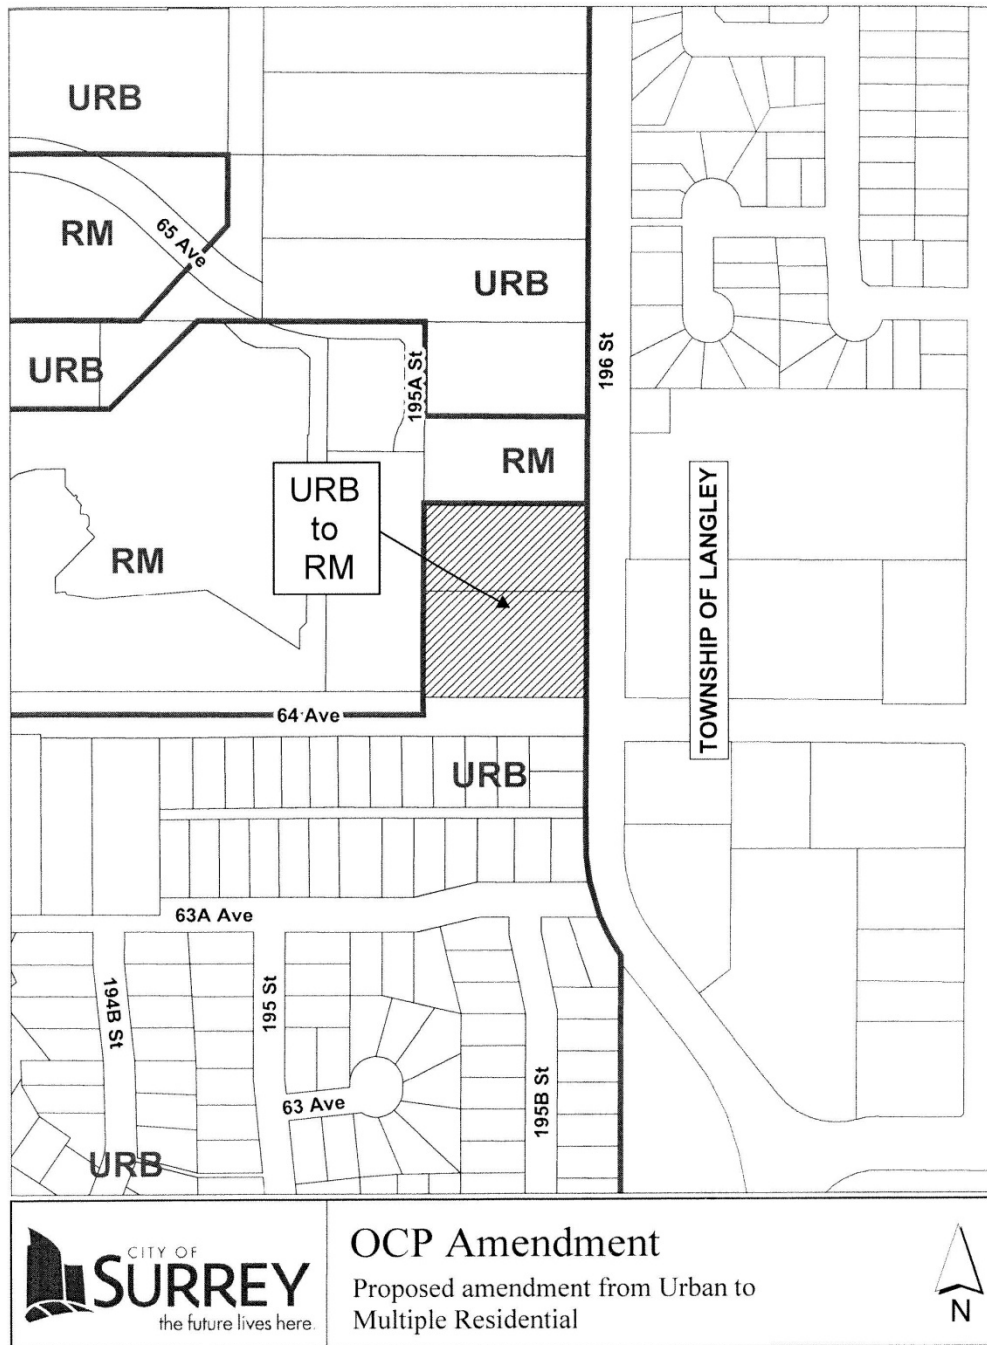 URB
RM
65 Ave
URB
URB
195A St
196 St
RM
URB
to
RM
RM
TOWNSHIP OF LANGLEY
64 Ave
URB
63A Ave
194B St
195 St
63 Ave
195B St
URB
CITY OF
SURREY
the future lives here.
OCP Amendment
Proposed amendment from Urban to
Multiple Residential
N